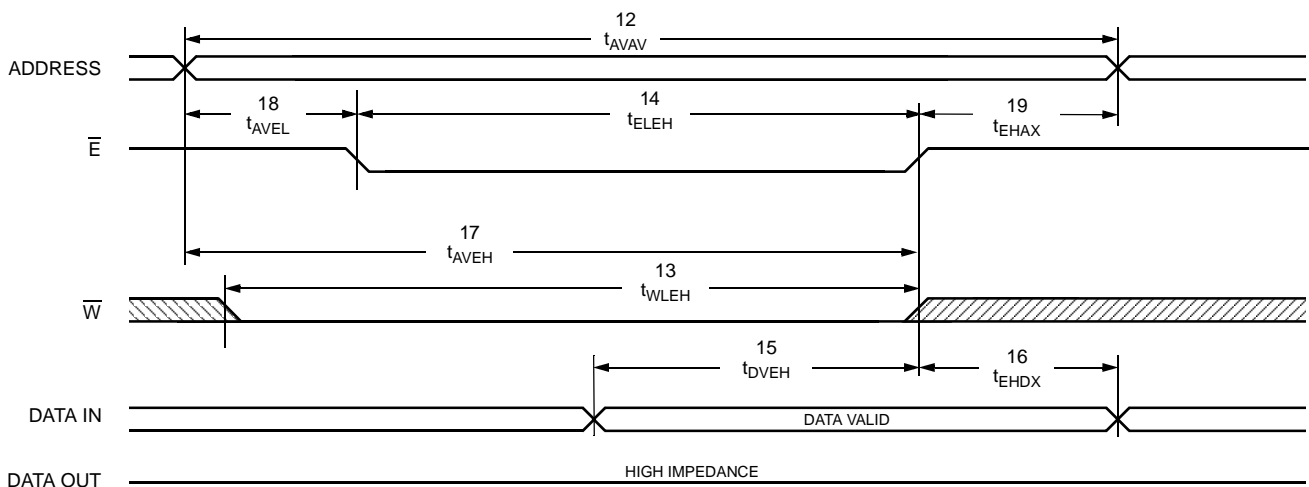 12
tAVAV
ADDRESS
18
tAVEL
14
tELEH
19
tEHAX
E
17
tAVEH
13
tWLEH
W
15
tDVEH
16
tEHDX
DATA IN
DATA VALID
DATA OUT
HIGH IMPEDANCE